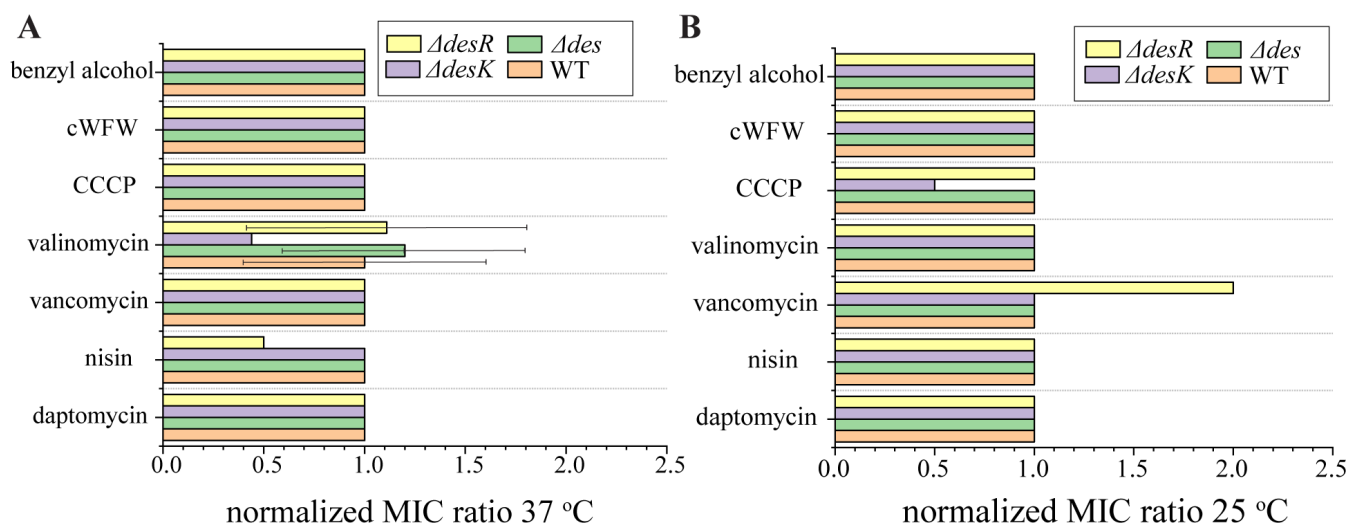 A
ΔdesR Δdes
ΔdesK WT
benzyl alcohol
cWFW
CCCP
valinomycin
vancomycin
nisin
daptomycin
0.0 0.5 1.0 1.5 2.0 2.5
normalized MIC ratio 37 °C
B
ΔdesR Δdes
ΔdesK WT
benzyl alcohol
cWFW
CCCP
valinomycin
vancomycin
nisin
daptomycin
0.0 0.5 1.0 1.5 2.0 2.5
normalized MIC ratio 25 °C